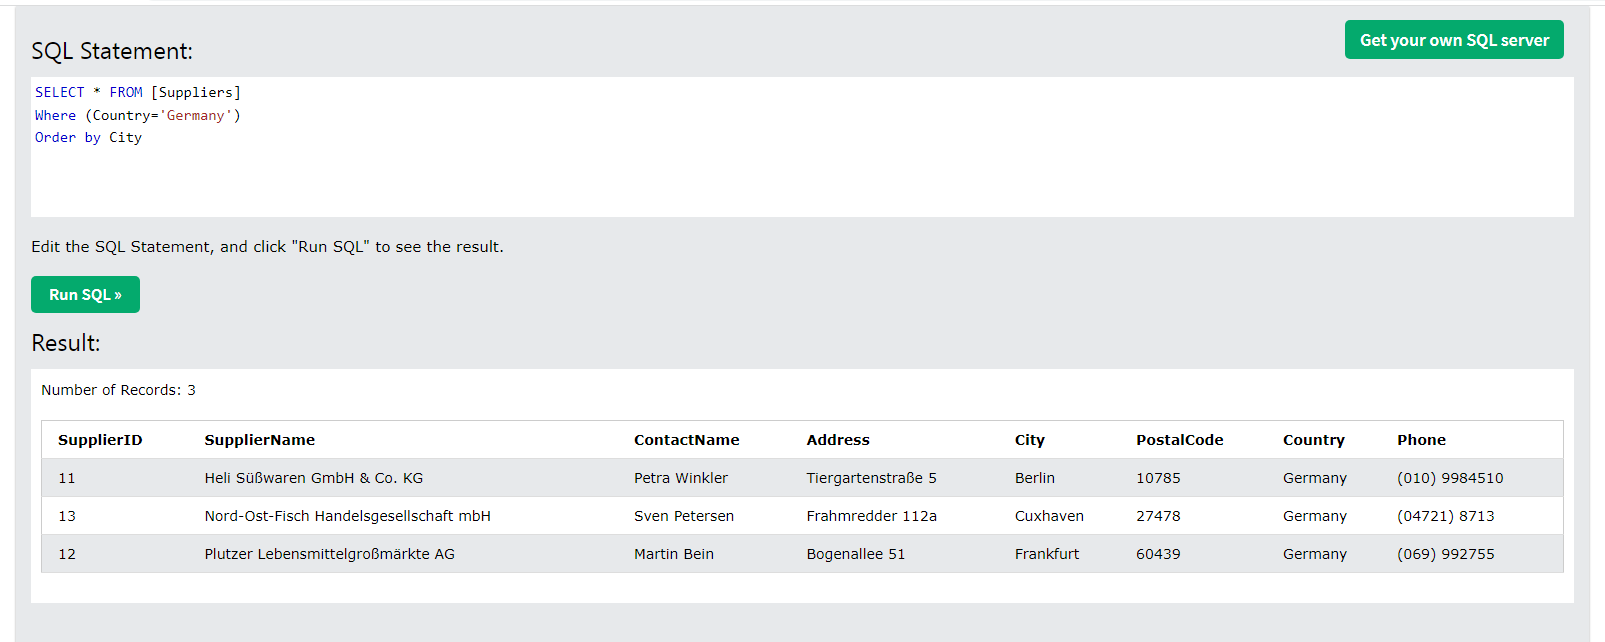 Get your own SQL server
SQL Statement:
SELECT * FROM [Suppliers]
Where (Country='Germany')
Order by City
Edit the SQL Statement, and click "Run SQL" to see the result.
Run SQL »
Result:
Number of Records: 3
SupplierID SupplierName ContactName Address City PostalCode Country Phone
11 Heli Süßwaren GmbH & Co. KG Petra Winkler Tiergartenstraße 5 Berlin 10785 Germany (010) 9984510
13 Nord-Ost-Fisch Handelsgesellschaft mbH Sven Petersen Frahmredder 112a Cuxhaven 27478 Germany (04721) 8713
12 Plutzer Lebensmittelgroßmärkte AG Martin Bein Bogenallee 51 Frankfurt 60439 Germany (069) 992755